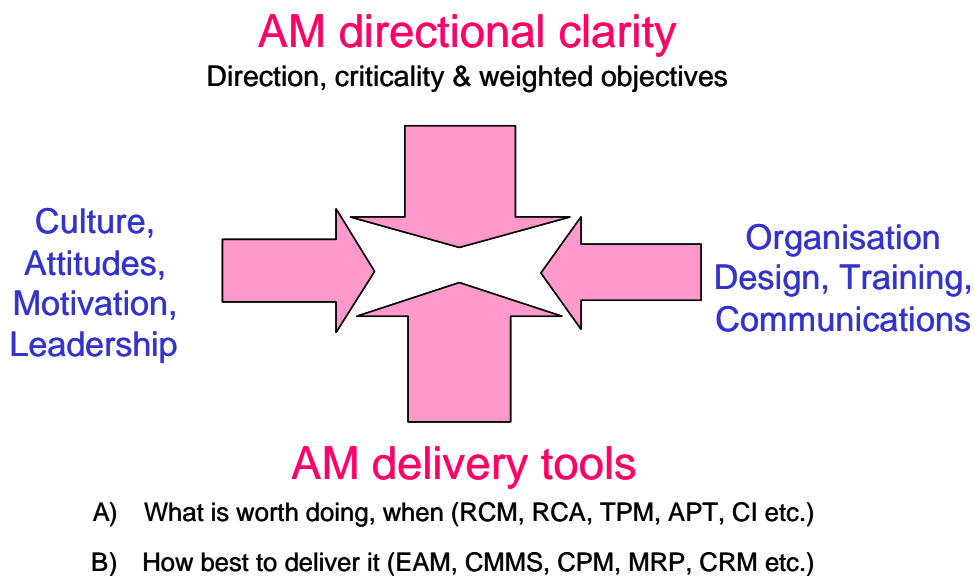 AM directional clarity
Direction, criticality & weighted objectives
Culture,
Attitudes,
Motivation,
Leadership
Organisation
Design, Training,
Communications
AM delivery tools
A) What is worth doing, when (RCM, RCA, TPM, APT, CI etc.)
B) How best to deliver it (EAM, CMMS, CPM, MRP, CRM etc.)